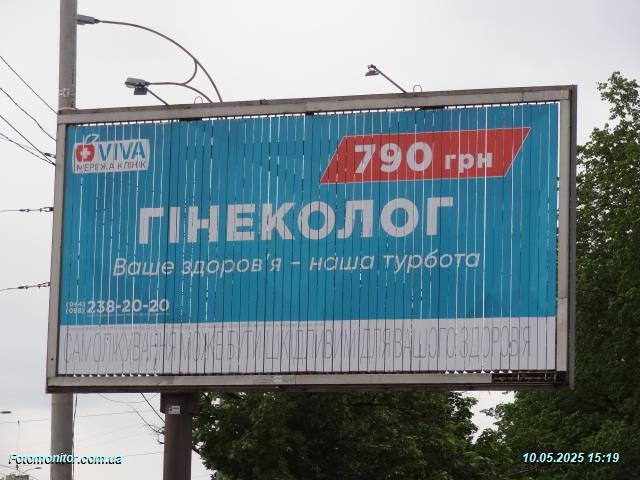 VIVA
МЕРЕЖА КЛІНІК
790 грн
ГІНЕКОЛОГ
Ваше здоров'я – наша турбота
(044)
(098) 238-20-20
САМОЛІКУВАННЯ МОЖЕ БУТИ ШКІДЛИВИМ ДЛЯ ВАШОГО ЗДОРОВ'Я
Fotomonitor.com.ua
10.05.2025 15:19